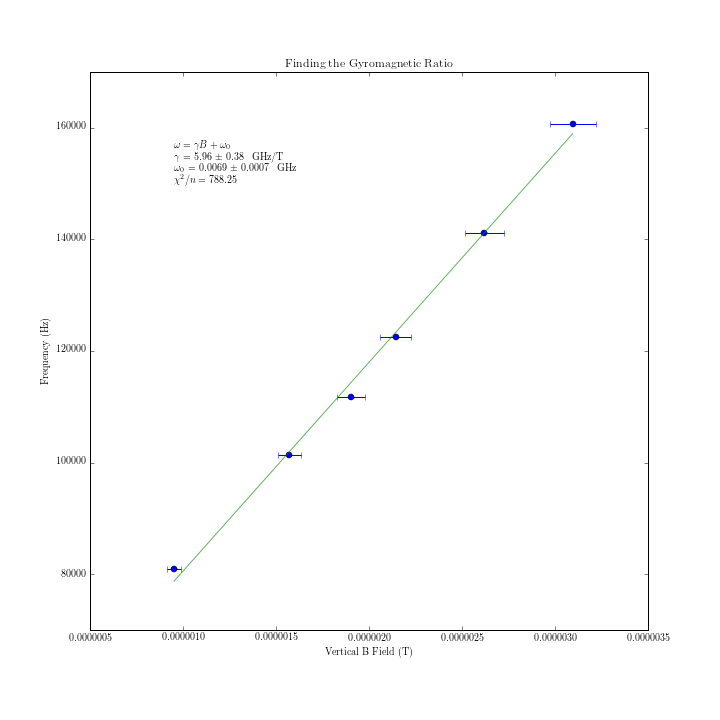 Finding the Gyromagnetic Ratio
160000
140000
120000
100000
80000
Frequency (Hz)
ω = γB + ω₀
γ = 5.96 ± 0.38 GHz/T
ω₀ = 0.0069 ± 0.0007 GHz
χ²/n = 788.25
0.0000005 0.0000010 0.0000015 0.0000020 0.0000025 0.0000030 0.0000035
Vertical B Field (T)